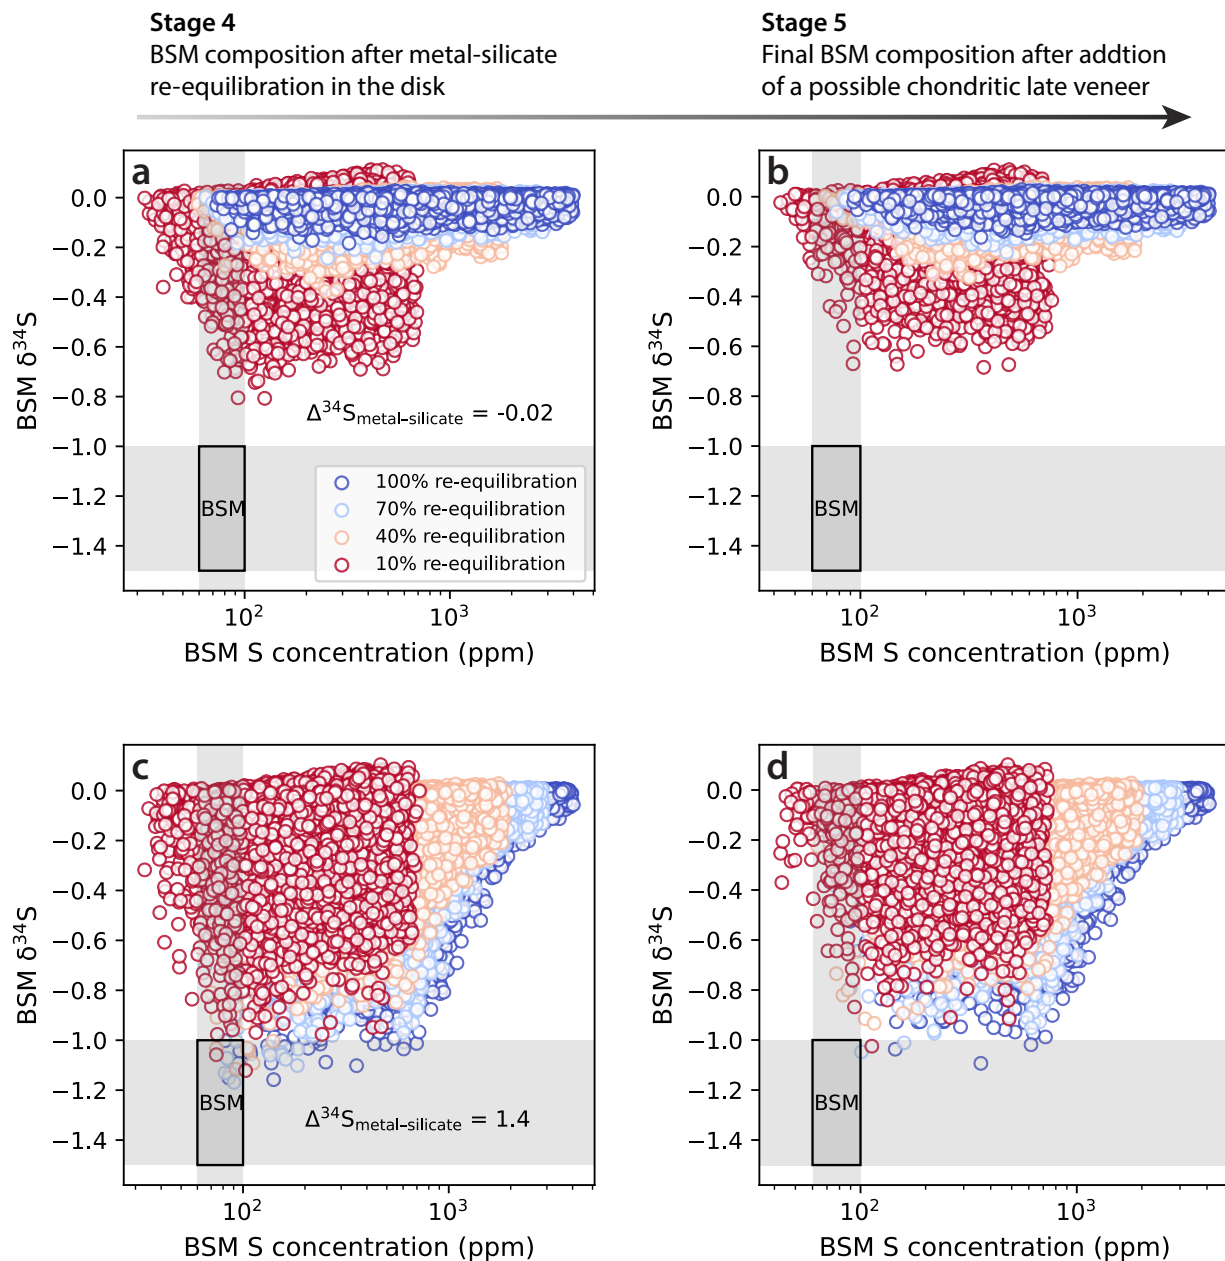 Stage 4
BSM composition after metal-silicate
re-equilibration in the disk
Stage 5
Final BSM composition after addtion
of a possible chondritic late veneer
a
0.0
−0.2
−0.4
−0.6
−0.8
−1.0
−1.2
−1.4
BSM δ³⁴S
Δ³⁴S metal–silicate = -0.02
BSM
100% re-equilibration
70% re-equilibration
40% re-equilibration
10% re-equilibration
10² 10³
BSM S concentration (ppm)
b
0.0
−0.2
−0.4
−0.6
−0.8
−1.0
−1.2
−1.4
BSM δ³⁴S
BSM
10² 10³
BSM S concentration (ppm)
c
0.0
−0.2
−0.4
−0.6
−0.8
−1.0
−1.2
−1.4
BSM δ³⁴S
BSM
Δ³⁴S metal–silicate = 1.4
10² 10³
BSM S concentration (ppm)
d
0.0
−0.2
−0.4
−0.6
−0.8
−1.0
−1.2
−1.4
BSM δ³⁴S
BSM
10² 10³
BSM S concentration (ppm)